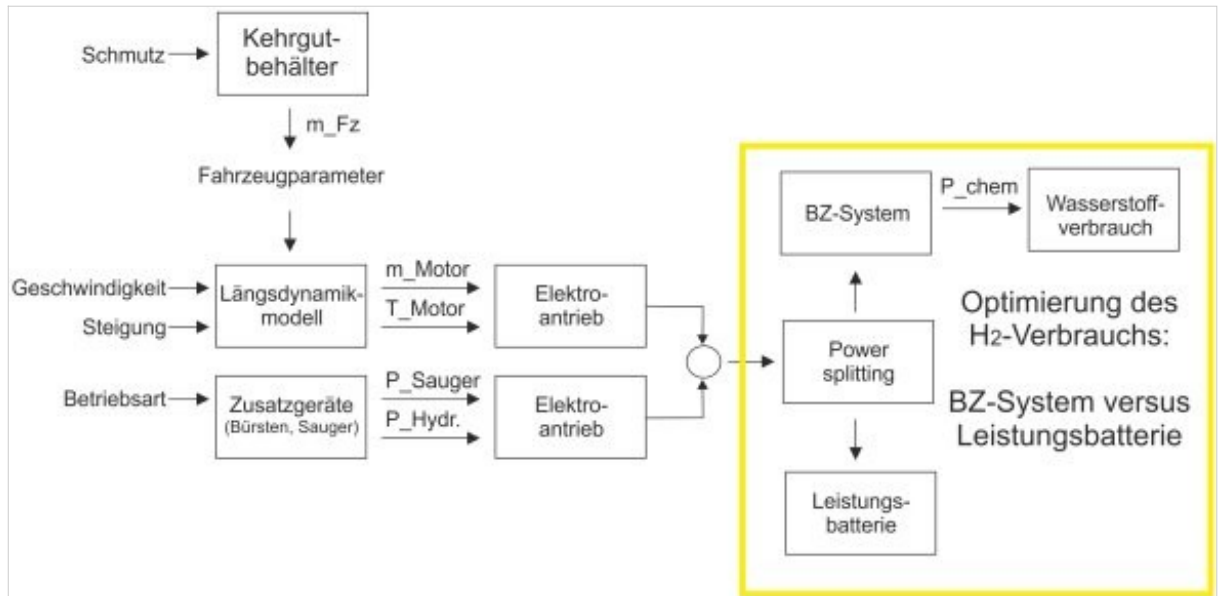 Schmutz
Kehrgut-
behälter
m_Fz
Fahrzeugparameter
Geschwindigkeit
Steigung
Längsdynamik-
modell
m_Motor
T_Motor
Elektro-
antrieb
Betriebsart
Zusatzgeräte
(Bürsten, Sauger)
P_Sauger
P_Hydr.
Elektro-
antrieb
BZ-System
P_chem
Wasserstoff-
verbrauch
Power
splitting
Leistungs-
batterie
Optimierung des
H2-Verbrauchs:
BZ-System versus
Leistungsbatterie